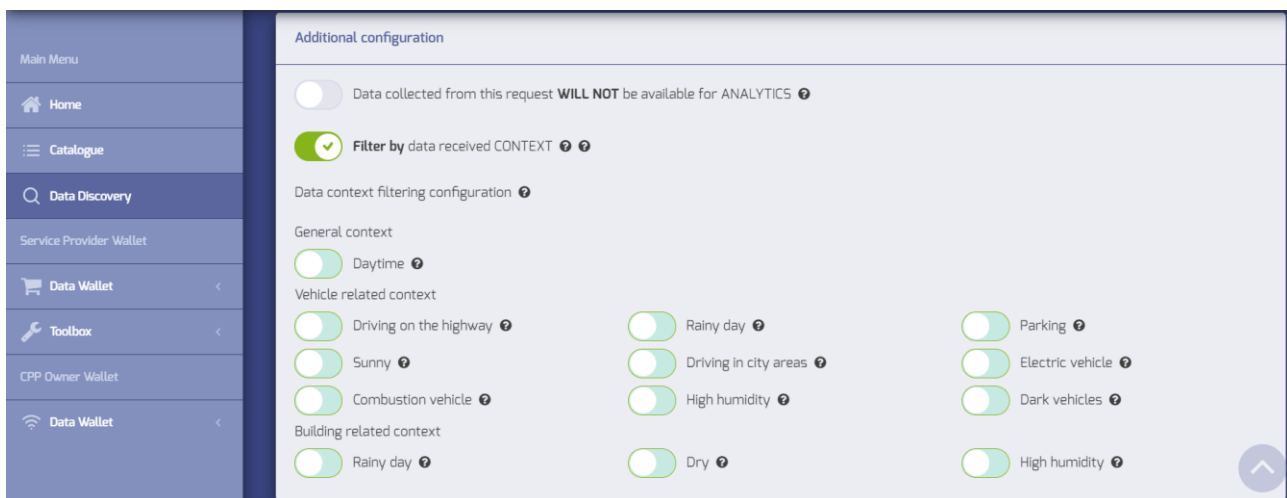 Main Menu
Home
Catalogue
Data Discovery
Service Provider Wallet
Data Wallet
Toolbox
CPP Owner Wallet
Data Wallet
Additional configuration
Data collected from this request WILL NOT be available for ANALYTICS
Filter by data received CONTEXT
Data context filtering configuration
General context
Daytime
Vehicle related context
Driving on the highway Rainy day Parking
Sunny Driving in city areas Electric vehicle
Combustion vehicle High humidity Dark vehicles
Building related context
Rainy day Dry High humidity